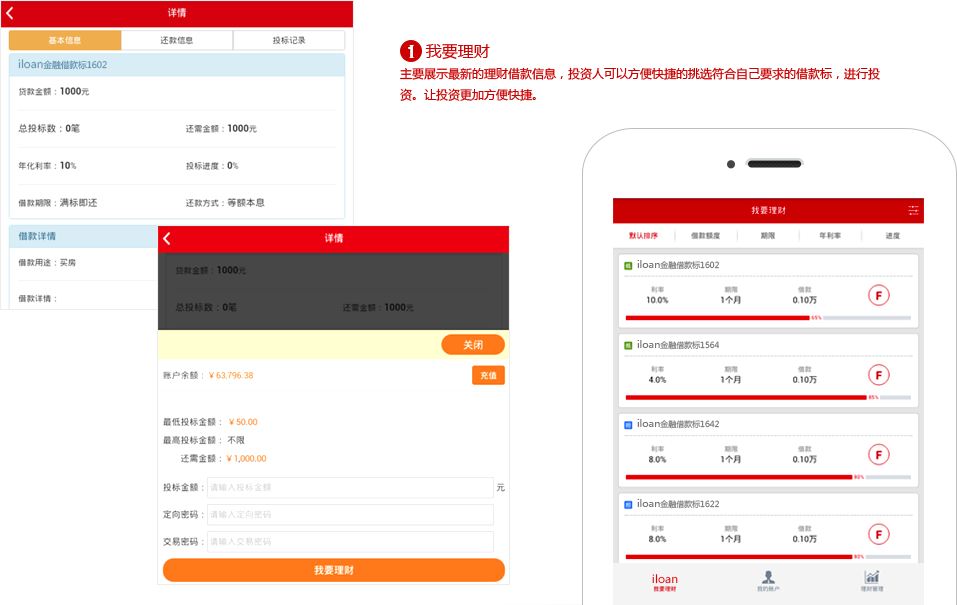 详情
基本信息 还款信息 投标记录
iloan金融借款标1602
贷款金额：1000元
总投标数：0笔 还需金额：1000元
年化利率：10% 投标进度：0%
借款期限：满标即还 还款方式：等额本息
借款详情
借款用途：买房
借款详情：
详情
贷款金额：1000元
总投标数：0笔 还需金额：1000元
关闭
账户余额：￥63,796.38 充值
最低投标金额：￥50.00
最高投标金额：不限
还需金额：￥1,000.00
投标金额：请输入投标金额 元
定向密码：请输入定向密码
交易密码：请输入交易密码
我要理财
1 我要理财
主要展示最新的理财借款信息，投资人可以方便快捷的挑选符合自己要求的借款标，进行投
资。让投资更加方便快捷。
我要理财
默认排序 借款额度 期限 年利率 进度
iloan金融借款标1602
利率 期限 借款
10.0% 1个月 0.10万 F
65%
iloan金融借款标1564
利率 期限 借款
4.0% 1个月 0.10万 F
85%
iloan金融借款标1642
利率 期限 借款
8.0% 1个月 0.10万 F
80%
iloan金融借款标1622
利率 期限 借款
8.0% 1个月 0.10万 F
80%
iloan
我要理财 我的账户 理财管理